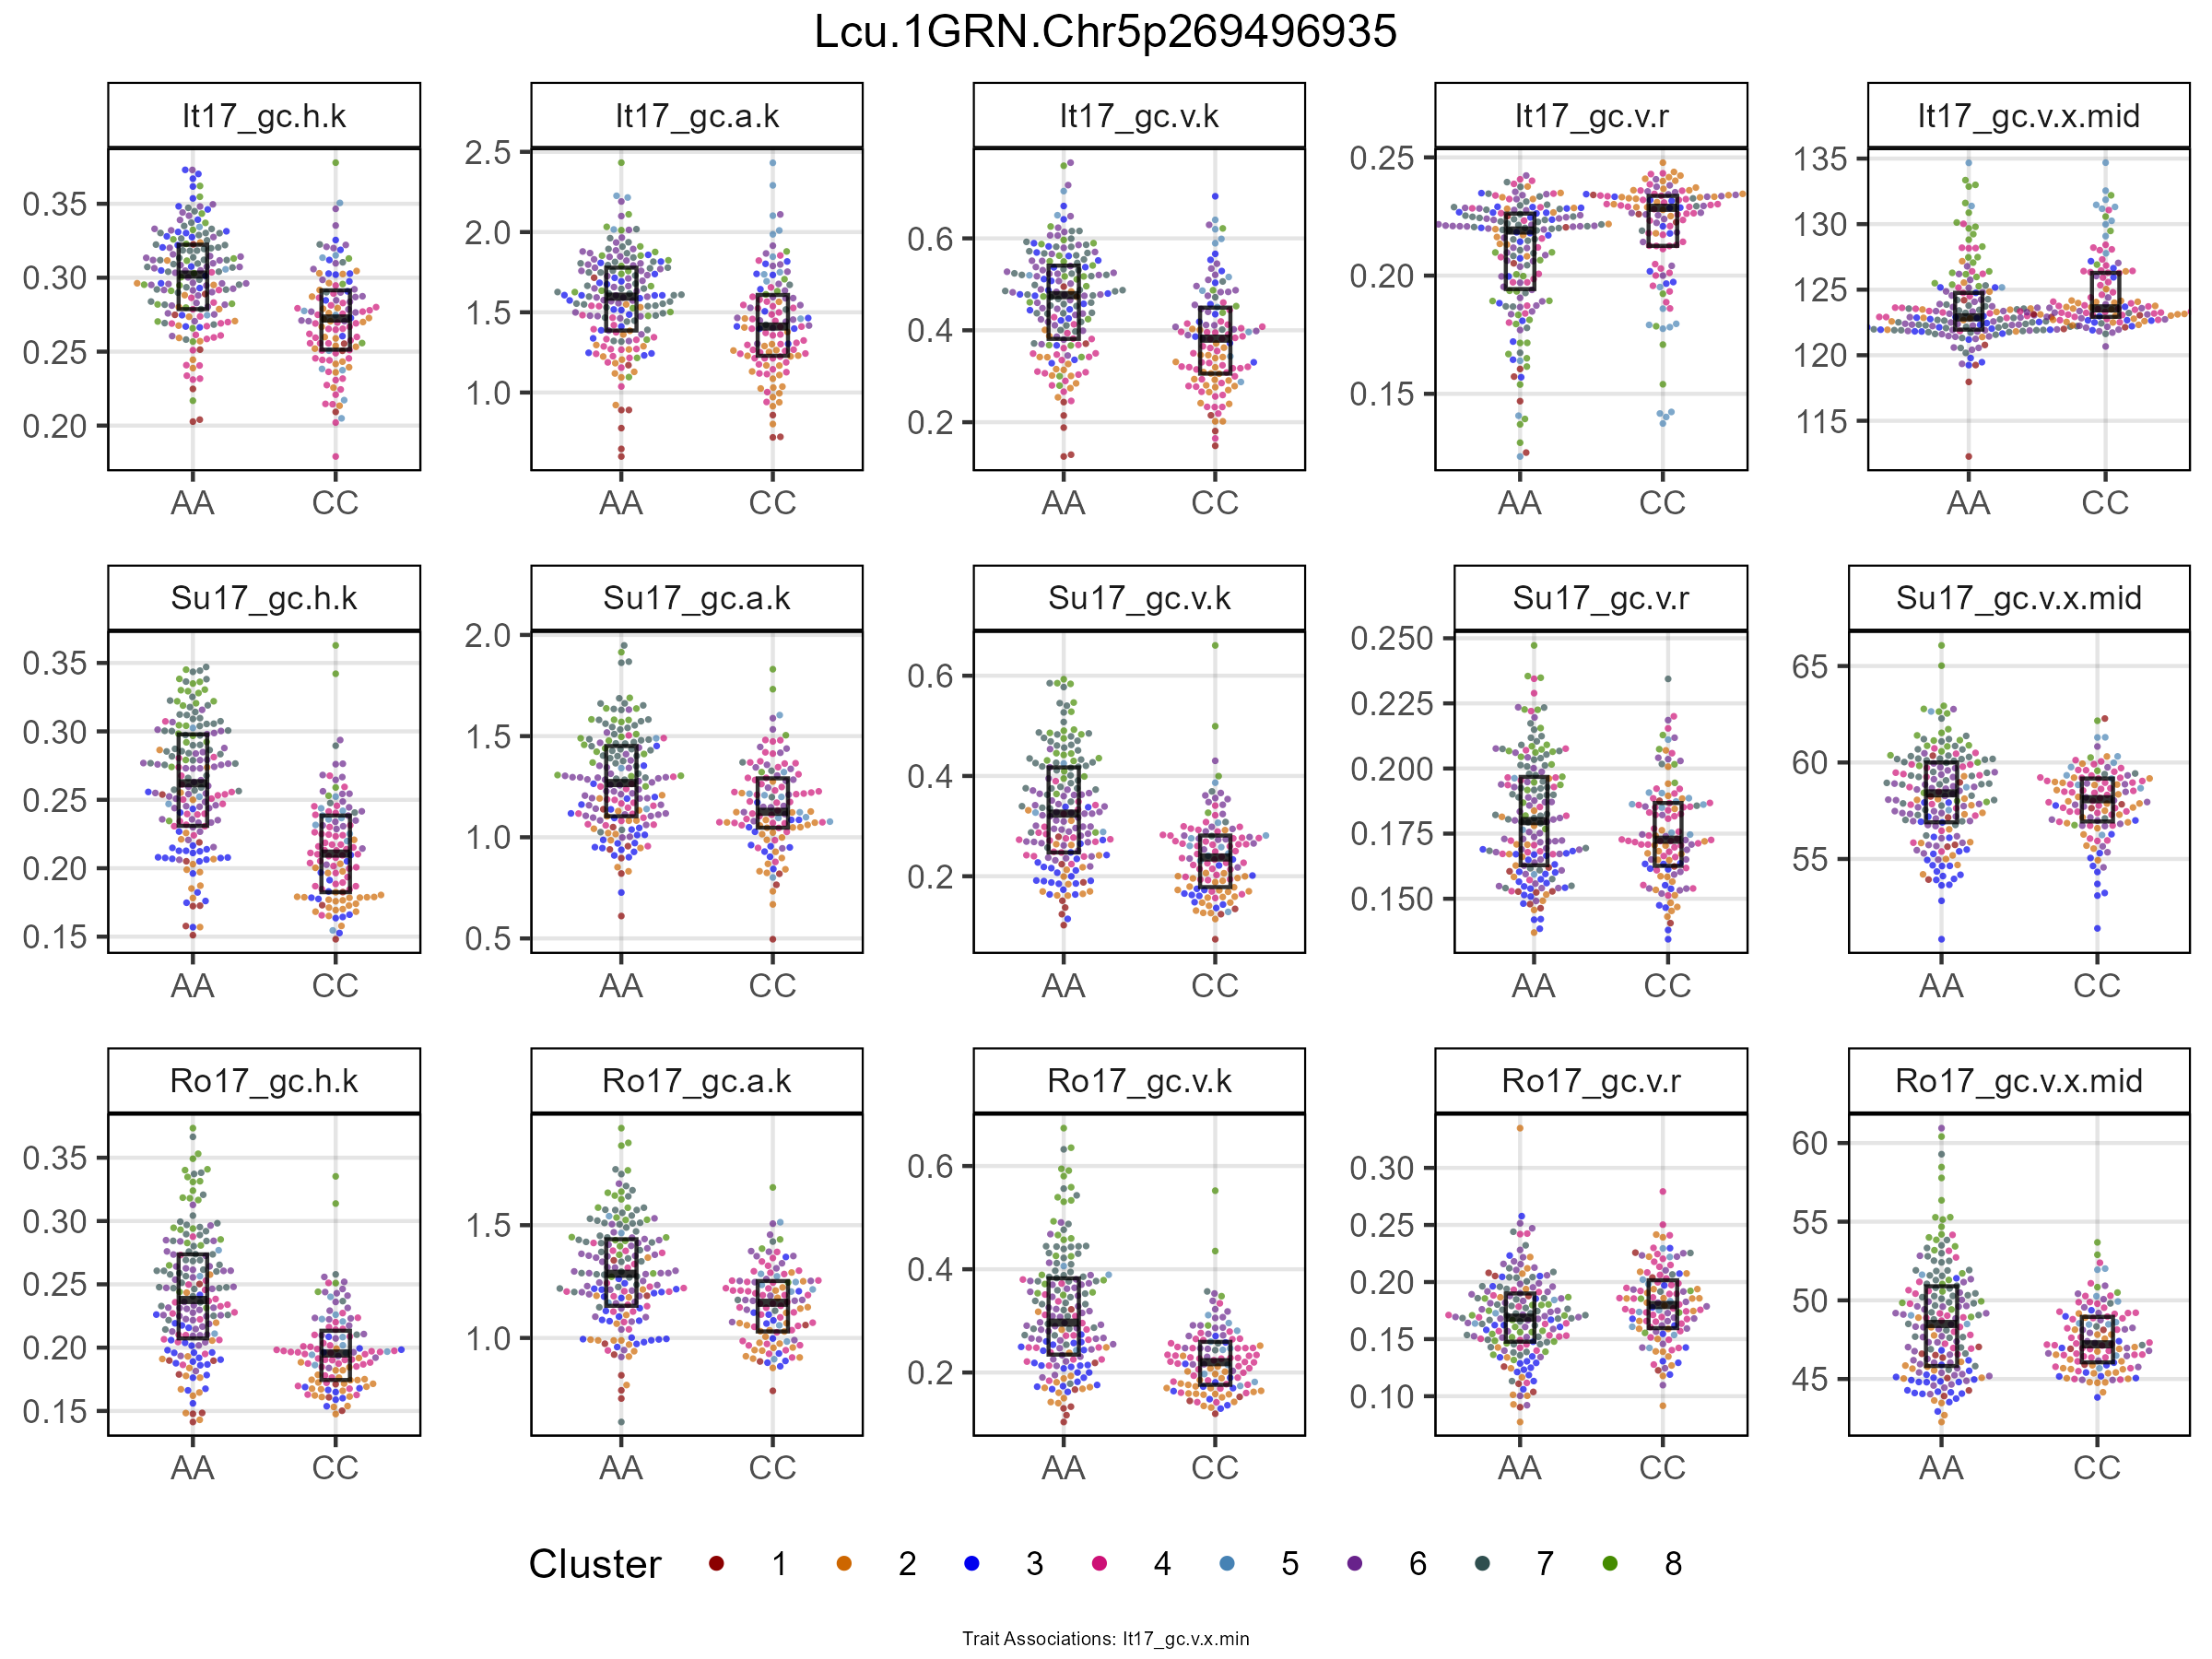 Lcu.1GRN.Chr5p269496935
It17_gc.h.k
It17_gc.a.k
It17_gc.v.k
It17_gc.v.r
It17_gc.v.x.mid
0.35
0.30
0.25
0.20
2.5
2.0
1.5
1.0
0.6
0.4
0.2
0.25
0.20
0.15
135
130
125
120
115
AA CC
AA CC
AA CC
AA CC
AA CC
Su17_gc.h.k
Su17_gc.a.k
Su17_gc.v.k
Su17_gc.v.r
Su17_gc.v.x.mid
0.35
0.30
0.25
0.20
0.15
2.0
1.5
1.0
0.5
0.6
0.4
0.2
0.250
0.225
0.200
0.175
0.150
65
60
55
AA CC
AA CC
AA CC
AA CC
AA CC
Ro17_gc.h.k
Ro17_gc.a.k
Ro17_gc.v.k
Ro17_gc.v.r
Ro17_gc.v.x.mid
0.35
0.30
0.25
0.20
0.15
1.5
1.0
0.6
0.4
0.2
0.30
0.25
0.20
0.15
0.10
60
55
50
45
AA CC
AA CC
AA CC
AA CC
AA CC
Cluster 1 2 3 4 5 6 7 8
Trait Associations: It17_gc.v.x.min